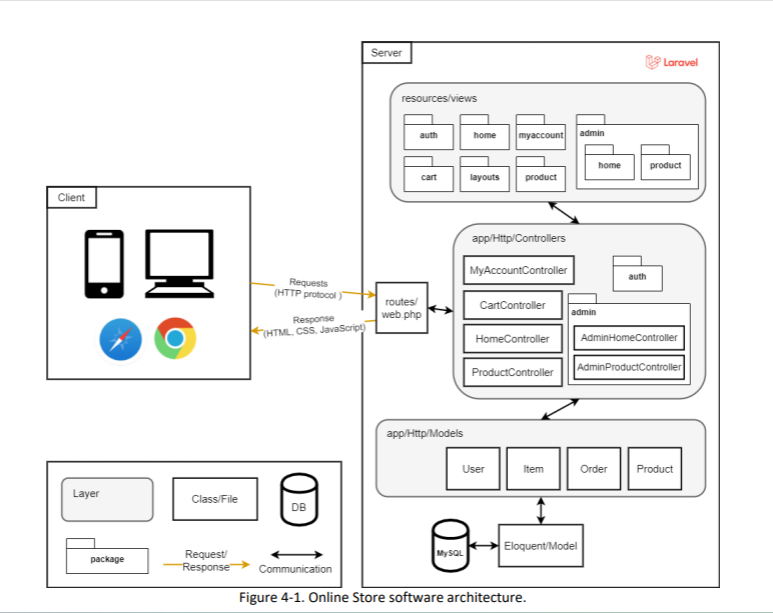 Server
Laravel
resources/views
auth
home
myaccount
admin
home
product
cart
layouts
product
Client
app/Http/Controllers
MyAccountController
auth
Requests
(HTTP protocol )
routes/
web.php
Response
(HTML, CSS, JavaScript)
CartController
admin
HomeController
AdminHomeController
ProductController
AdminProductController
app/Http/Models
User
Item
Order
Product
Layer
Class/File
DB
package
Request/
Response
Communication
MySQL
Eloquent/Model
Figure 4-1. Online Store software architecture.